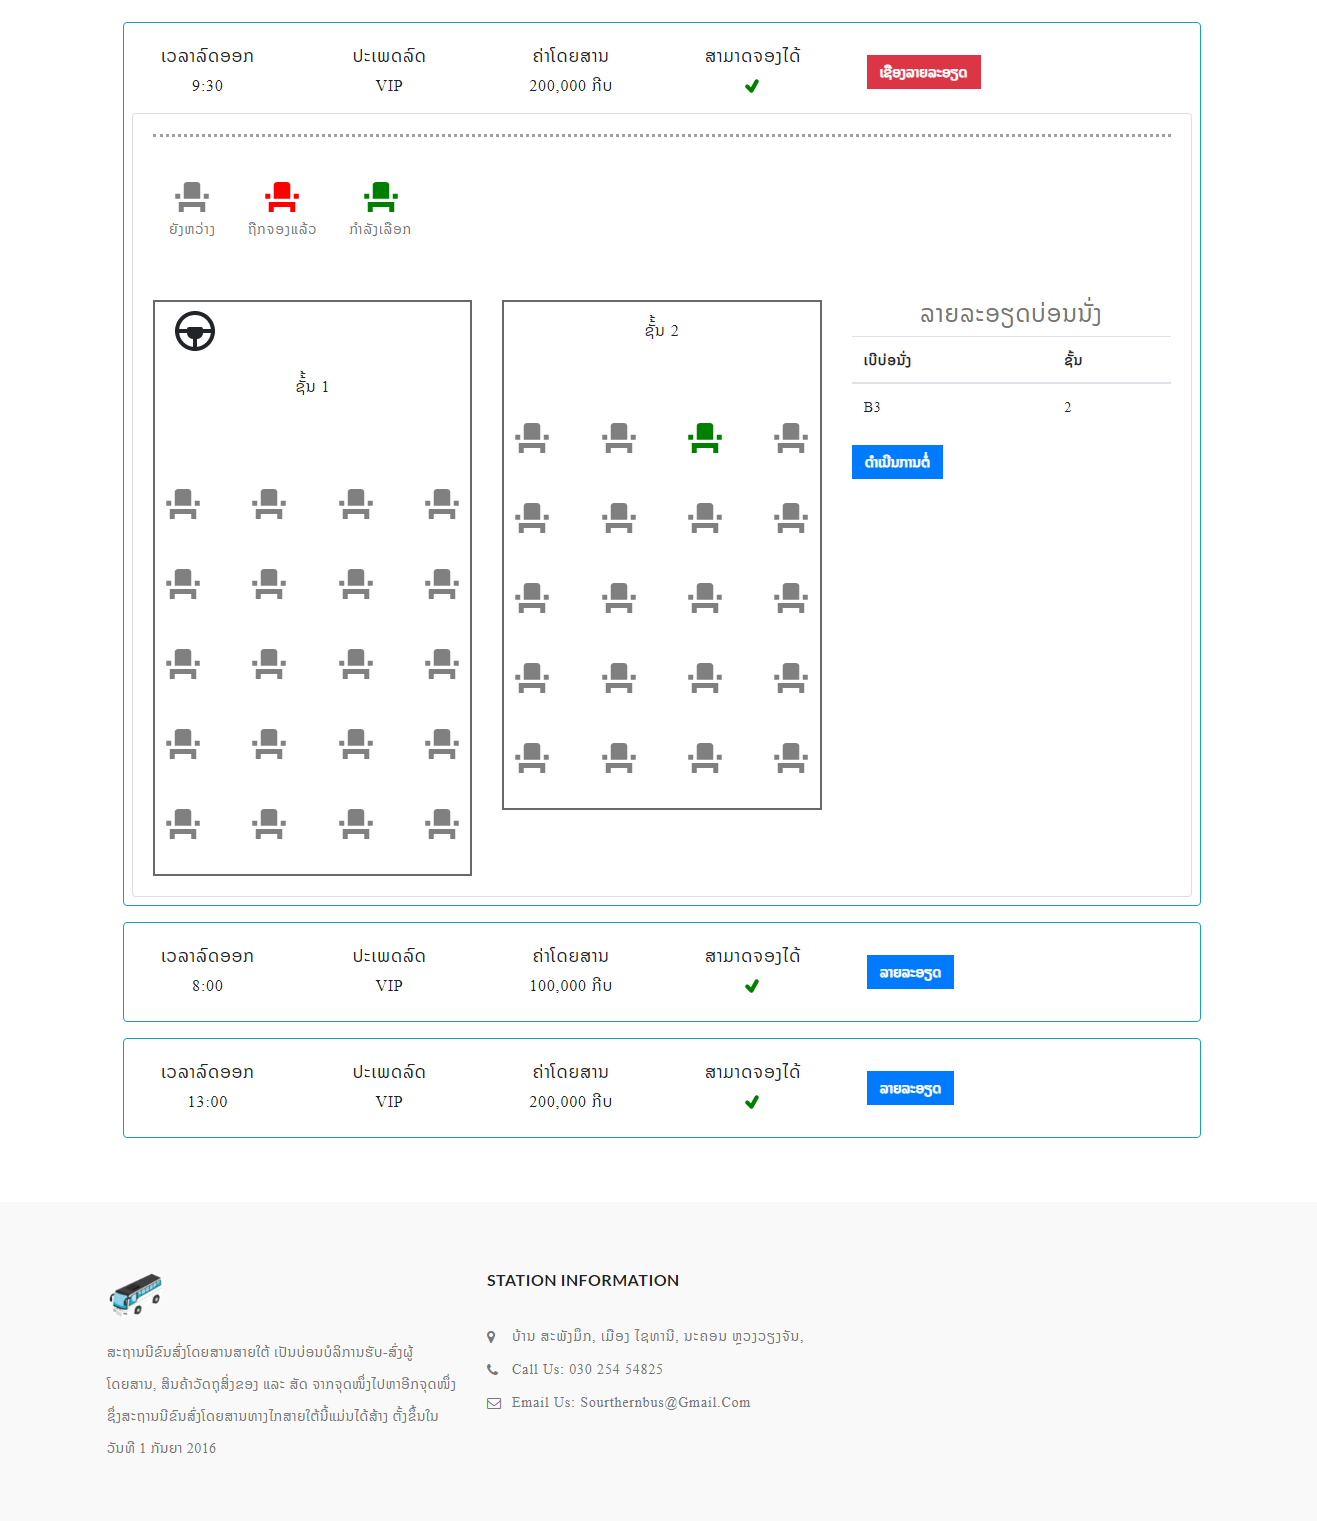 ເວລາລົດອອກ ປະເພດລົດ ຄ່າໂດຍສານ ສາມາດຈອງໄດ້
9:30 VIP 200,000 ກີບ
ເຊື່ອງລາຍລະອຽດ
ຍັງຫວ່າງ ຖືກຈອງແລ້ວ ກຳລັງເລືອກ
ຊັ້ນ 1
ຊັ້ນ 2
ລາຍລະອຽດບ່ອນນັ່ງ
ເບີບ່ອນັ່ງ ຊັ້ນ
B3 2
ດຳເນີນການຕໍ່
ເວລາລົດອອກ ປະເພດລົດ ຄ່າໂດຍສານ ສາມາດຈອງໄດ້
8:00 VIP 100,000 ກີບ
ລາຍລະອຽດ
ເວລາລົດອອກ ປະເພດລົດ ຄ່າໂດຍສານ ສາມາດຈອງໄດ້
13:00 VIP 200,000 ກີບ
ລາຍລະອຽດ
ສະຖານນີຂົນສົ່ງໂດຍສານສາຍໃຕ້ ເປັນບ່ອນບໍລິການຮັບ-ສົ່ງຜູ້
ໂດຍສານ, ສິນຄ້າວັດຖຸສິ່ງຂອງ ແລະ ສັດ ຈາກຈຸດໜຶ່ງໄປຫາອີກຈຸດໜຶ່ງ
ຊຶ່ງສະຖານນີຂົນສົ່ງໂດຍສານທາງໄກສາຍໃຕ້ນີ້ແມ່ນໄດ້ສ້າງ ຕັ້ງຂຶ້ນໃນ
ວັນທີ 1 ກັນຍາ 2016
STATION INFORMATION
ບ້ານ ສະພັງມຶກ, ເມືອງ ໄຊທານີ, ນະຄອນ ຫຼວງວຽງຈັນ,
Call Us: 030 254 54825
Email Us: Sourthernbus@Gmail.Com